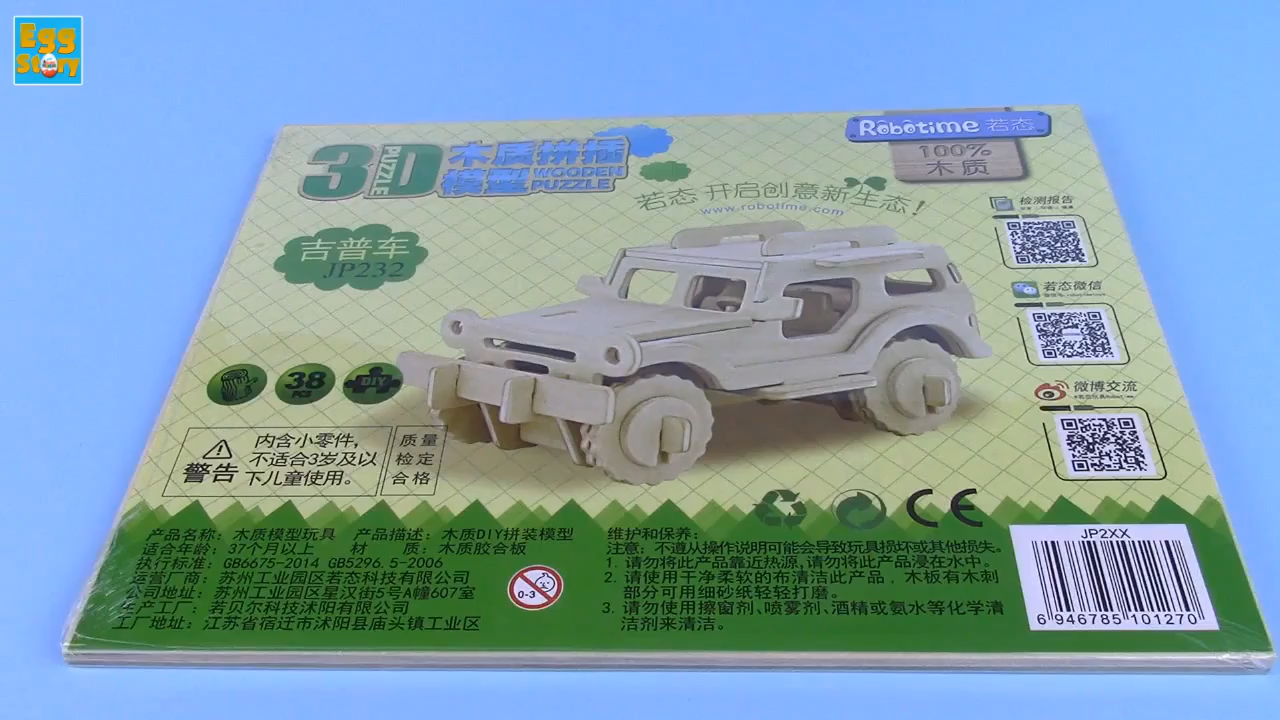 Egg
Story
3D PUZZLE 木质拼插模型 WOODEN PUZZLE
Robotime 若态
100%
木质
若态 开启创意新生态!
www.robotime.com
吉普车
JP232
检测报告
若态微信
微博交流
38
PCS
DIY
警告
内含小零件,
不适合3岁及以
下儿童使用。
质量
检定
合格
CE
产品名称: 木质模型玩具 产品描述: 木质DIY拼装模型
适合年龄: 37个月以上 材 质: 木质胶合板
执行标准: GB6675-2014 GB5296.5-2006
运营厂商: 苏州工业园区若态科技有限公司
公司地址: 苏州工业园区星汉街5号A幢607室
生产工厂: 若贝尔科技沭阳有限公司
工厂地址: 江苏省宿迁市沭阳县庙头镇工业区
0-3
维护和保养:
注意: 不遵从操作说明可能会导致玩具损坏或其他损失。
1. 请勿将此产品靠近热源,请勿将此产品浸在水中。
2. 请使用干净柔软的布清洁此产品, 木板有木刺
部分可用细砂纸轻轻打磨。
3. 请勿使用擦窗剂、喷雾剂、酒精或氨水等化学清
洁剂来清洁。
JP2XX
6 946785 101270